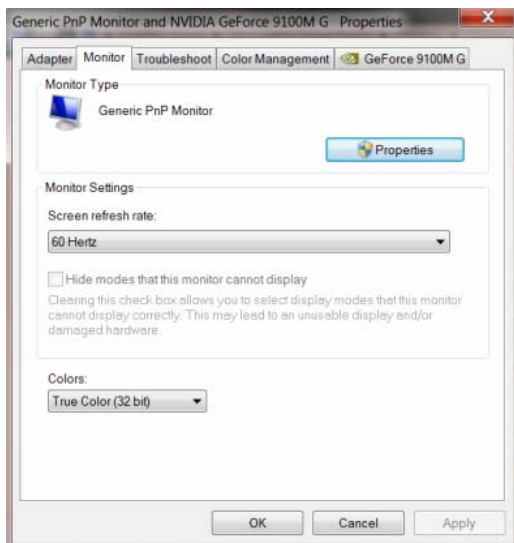 Generic PnP Monitor and NVIDIA GeForce 9100M G Properties
Adapter Monitor Troubleshoot Color Management GeForce 9100M G
Monitor Type
Generic PnP Monitor
Properties
Monitor Settings
Screen refresh rate:
60 Hertz
Hide modes that this monitor cannot display
Clearing this check box allows you to select display modes that this monitor
cannot display correctly. This may lead to an unusable display and/or
damaged hardware.
Colors:
True Color (32 bit)
OK Cancel Apply